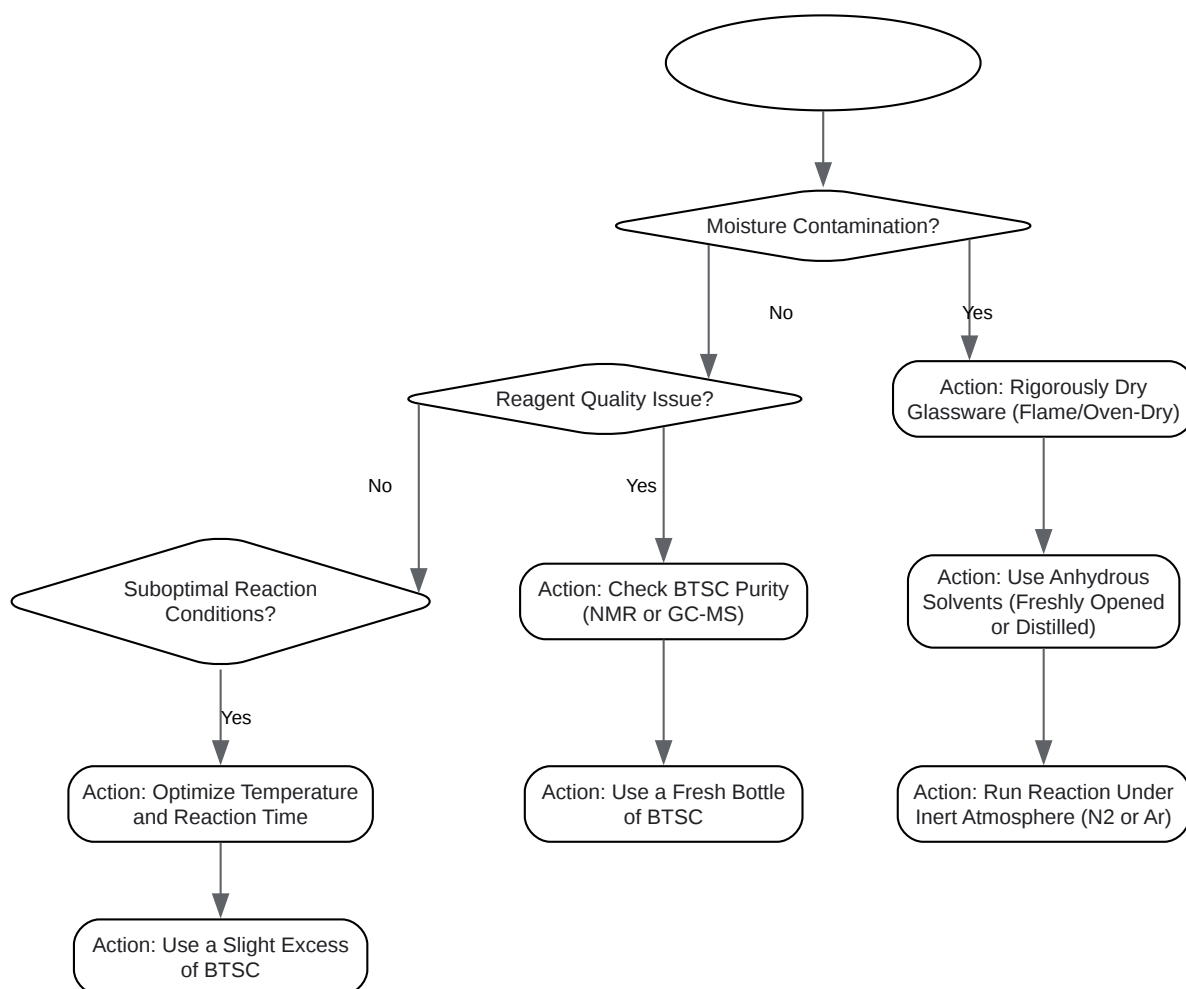 Moisture Contamination?
No
Yes
Reagent Quality Issue?
Action: Rigorously Dry
Glassware (Flame/Oven-Dry)
No
Yes
Suboptimal Reaction
Conditions?
Action: Check BTSC Purity
(NMR or GC-MS)
Action: Use Anhydrous
Solvents (Freshly Opened
or Distilled)
Yes
Action: Optimize Temperature
and Reaction Time
Action: Use a Fresh Bottle
of BTSC
Action: Run Reaction Under
Inert Atmosphere (N2 or Ar)
Action: Use a Slight Excess
of BTSC